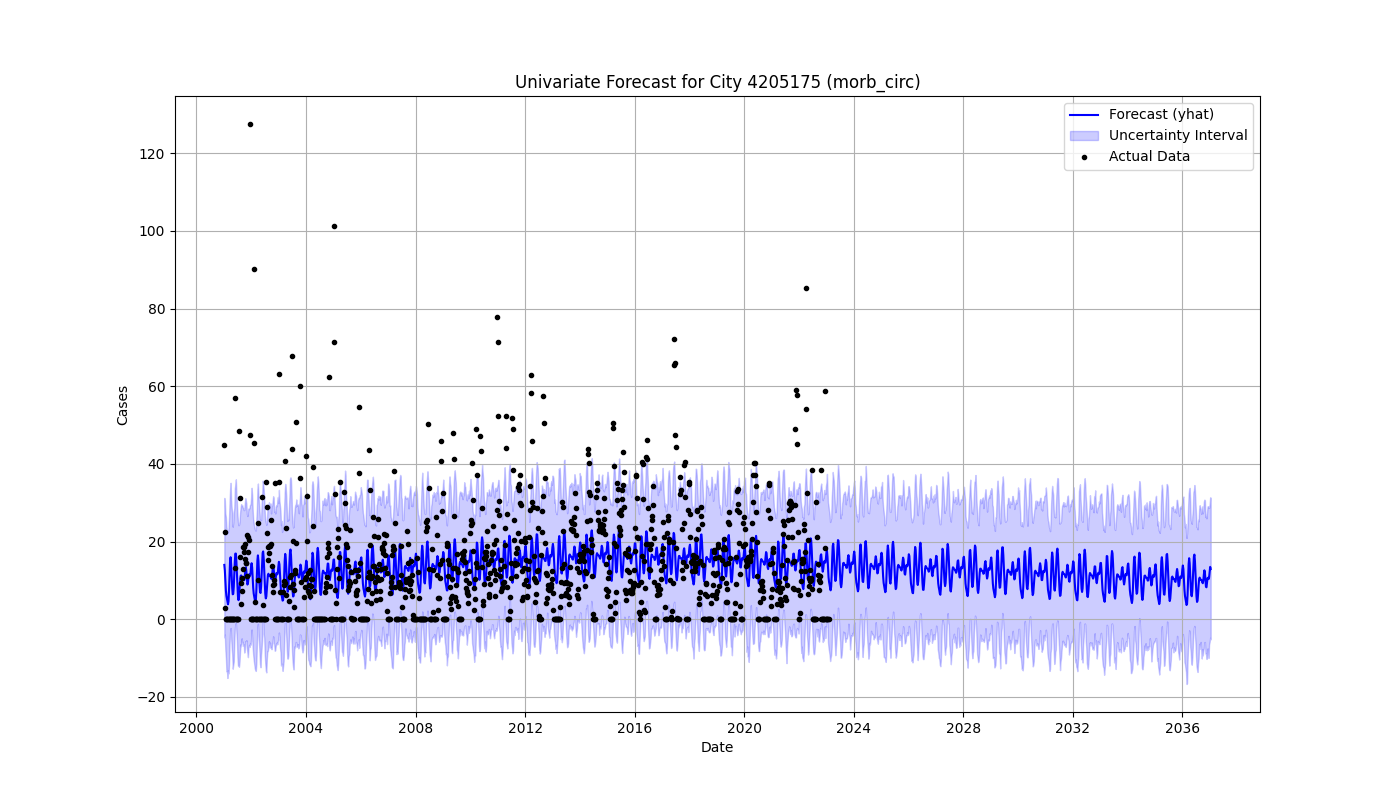 Univariate Forecast for City 4205175 (morb_circ)
Forecast (yhat)
Uncertainty Interval
Actual Data
120
100
80
60
40
20
0
−20
Cases
2000 2004 2008 2012 2016 2020 2024 2028 2032 2036
Date